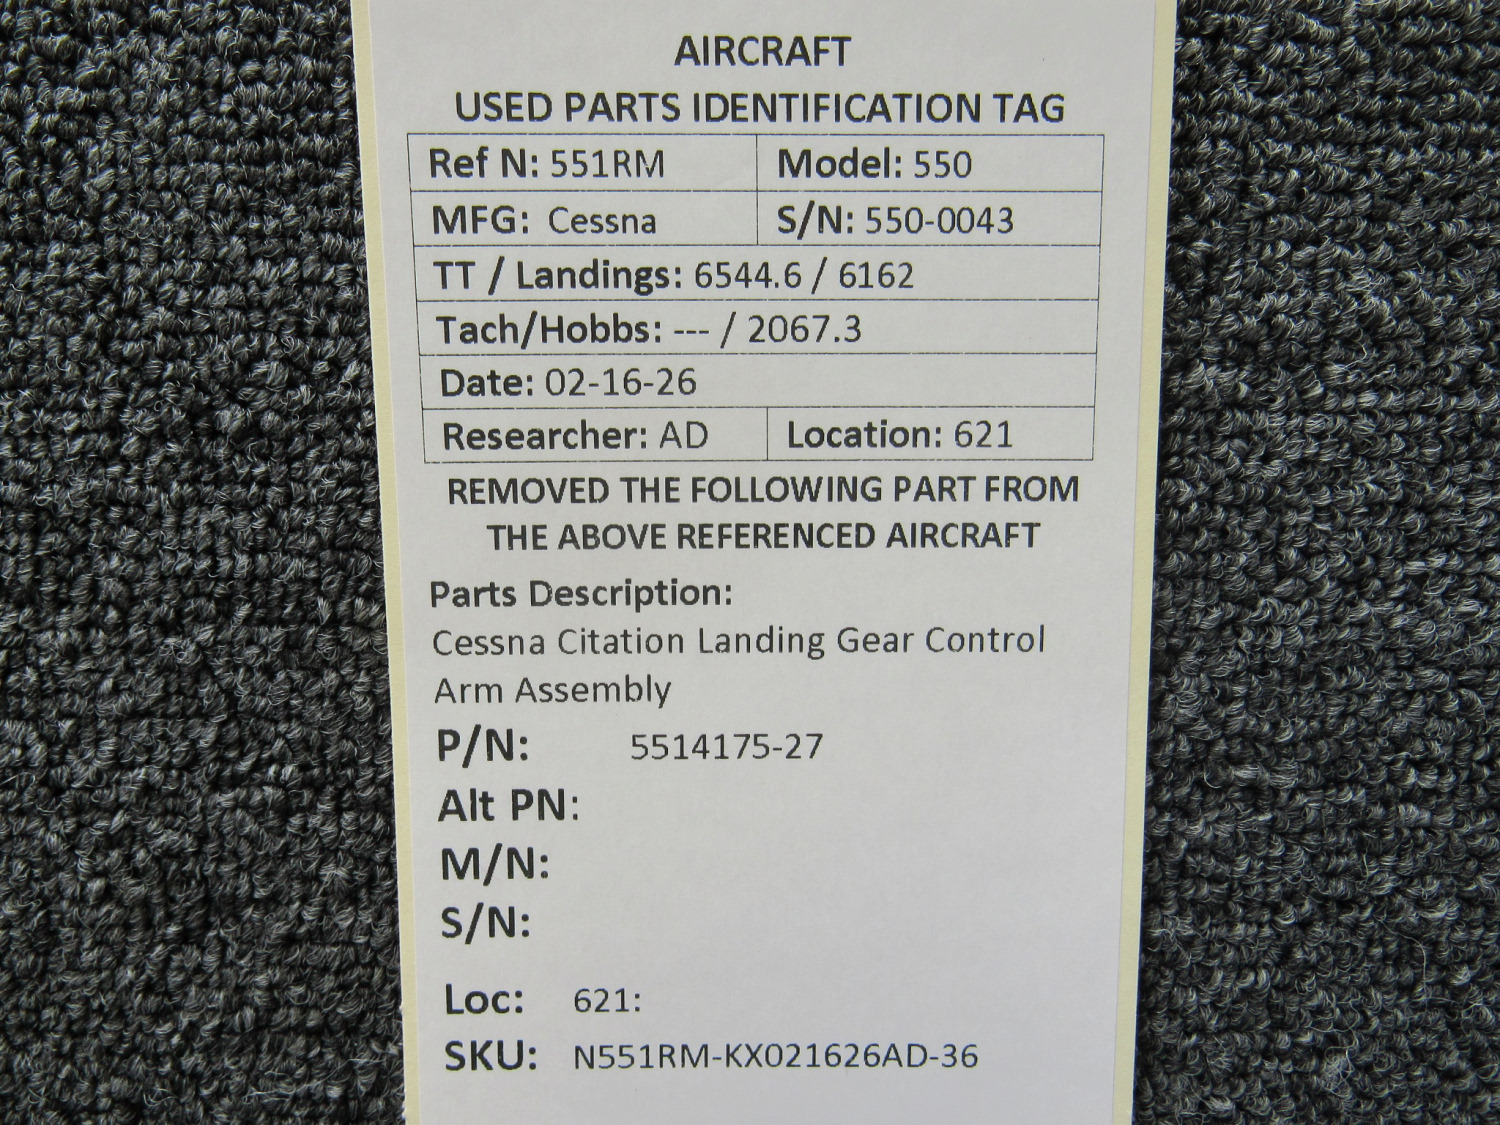 AIRCRAFT
USED PARTS IDENTIFICATION TAG
Ref N: 551RM Model: 550
MFG: Cessna S/N: 550-0043
TT / Landings: 6544.6 / 6162
Tach/Hobbs: --- / 2067.3
Date: 02-16-26
Researcher: AD Location: 621
REMOVED THE FOLLOWING PART FROM
THE ABOVE REFERENCED AIRCRAFT
Parts Description:
Cessna Citation Landing Gear Control
Arm Assembly
P/N: 5514175-27
Alt PN:
M/N:
S/N:
Loc: 621:
SKU: N551RM-KX021626AD-36